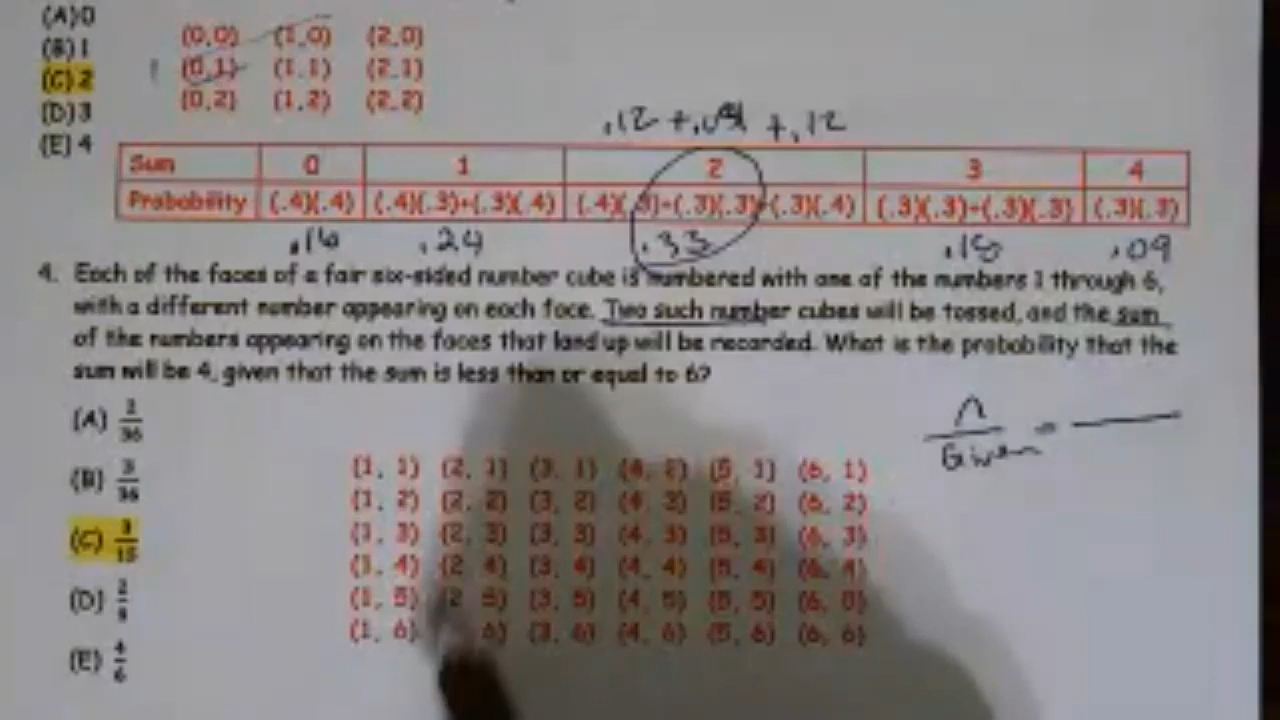 (A) 0
(B) 1
(C) 2
(D) 3
(E) 4
(0,0) (1,0) (2,0)
(0,1) (1,1) (2,1)
(0,2) (1,2) (2,2)
.12 + .09 + .12
Sum 0 1 2 3 4
Probability (.4)(.4) (.4)(.3)+(.3)(.4) (.4)(.3)+(.3)(.3)+(.3)(.4) (.3)(.3)+(.3)(.3) (.3)(.3)
.16 .24 .33 .18 .09
4. Each of the faces of a fair six-sided number cube is numbered with one of the numbers 1 through 6,
with a different number appearing on each face. Two such number cubes will be tossed, and the sum
of the numbers appearing on the faces that land up will be recorded. What is the probability that the
sum will be 4, given that the sum is less than or equal to 6?
(A) 2/36
(B) 3/36
(C) 3/15
(D) 2/9
(E) 4/6
∩/Given =
(1, 1) (2, 1) (3, 1) (4, 2) (5, 1) (6, 1)
(1, 2) (2, 2) (3, 2) (4, 3) (5, 2) (6, 2)
(1, 3) (2, 3) (3, 3) (4, 3) (5, 3) (6, 3)
(1, 4) (2 4) (3, 4) (4, 4) (5, 4) (6, 4)
(1, 5) (2 5) (3, 5) (4, 5) (5, 5) (6, 5)
(1, 6) 6) (3, 6) (4, 6) (5, 6) (6, 6)